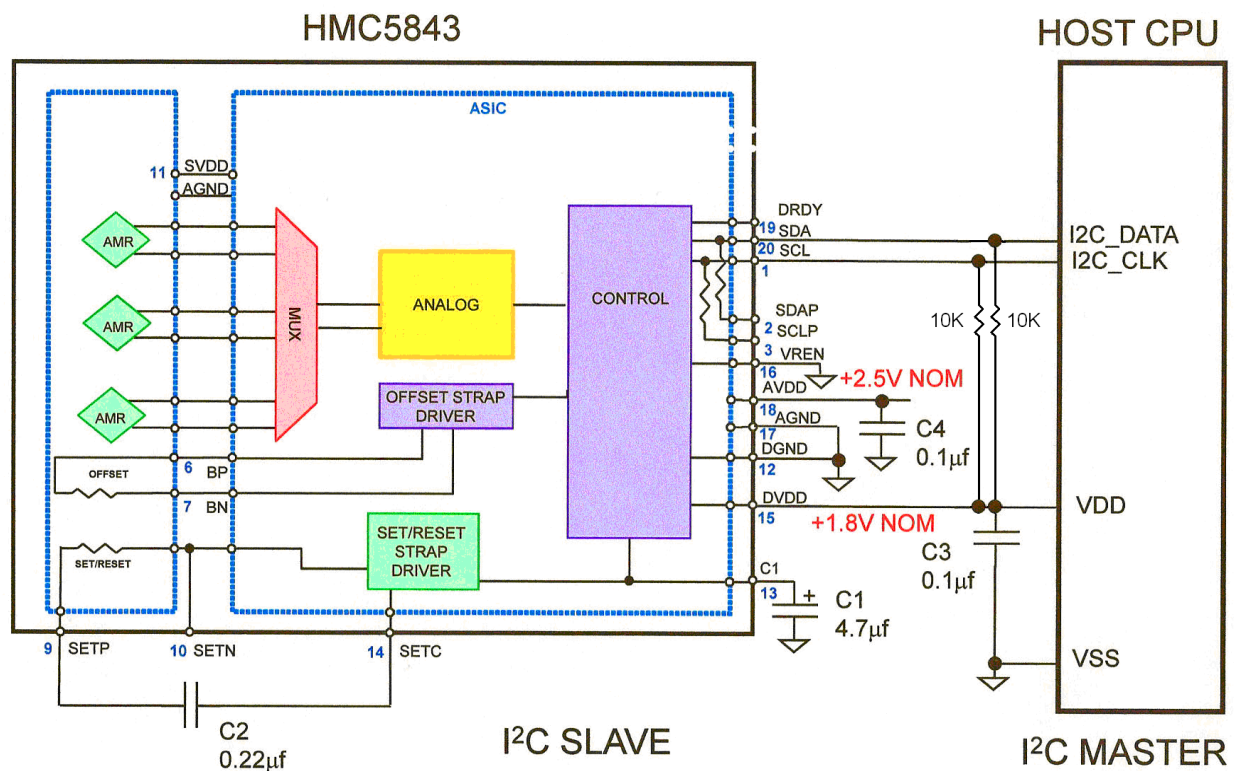 HMC5843
HOST CPU
ASIC
11
SVDD
AGND
AMR
AMR
AMR
MUX
ANALOG
CONTROL
OFFSET STRAP
DRIVER
SET/RESET
STRAP
DRIVER
OFFSET
6
BP
7
BN
SET/RESET
DRDY
19
SDA
20
SCL
1
SDAP
2
SCLP
3
VREN
16
AVDD
+2.5V NOM
18
AGND
17
DGND
12
DVDD
15
+1.8V NOM
C1
13
+
C1
4.7µf
C4
0.1µf
C3
0.1µf
10K
10K
I2C_DATA
I2C_CLK
VDD
VSS
9
SETP
10
SETN
14
SETC
C2
0.22µf
I²C SLAVE
I²C MASTER